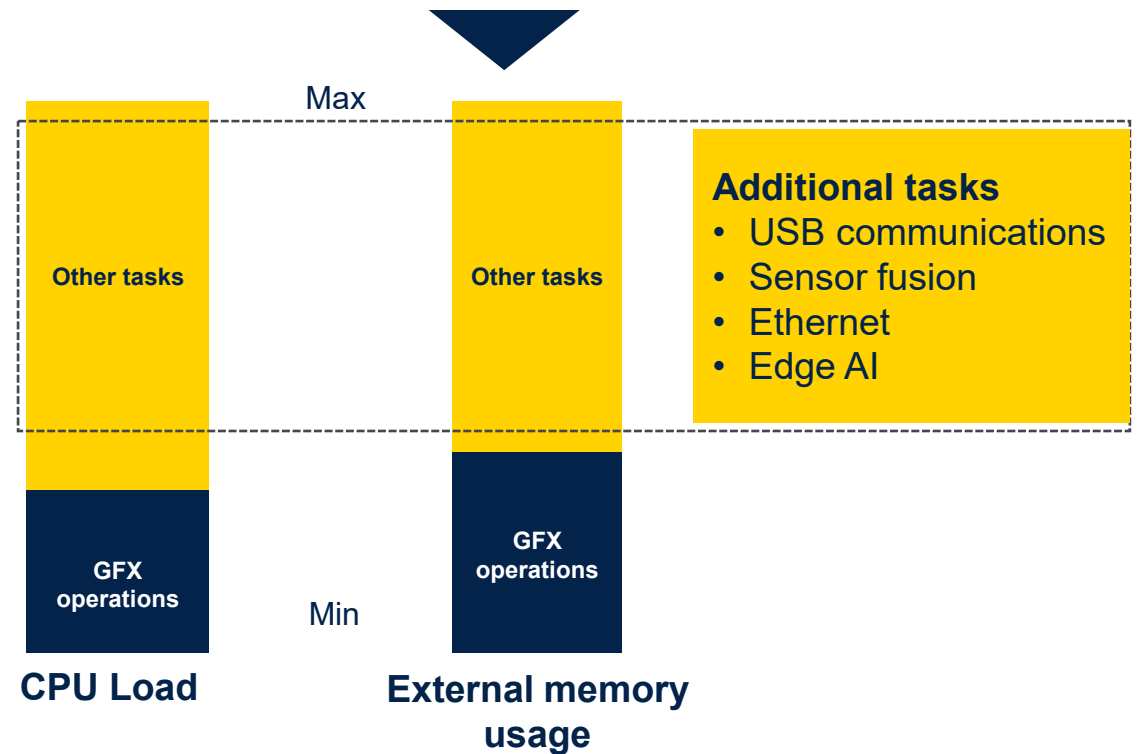 Max
Other tasks
Other tasks
Additional tasks
• USB communications
• Sensor fusion
• Ethernet
• Edge AI
GFX
operations
GFX
operations
Min
CPU Load
External memory
usage